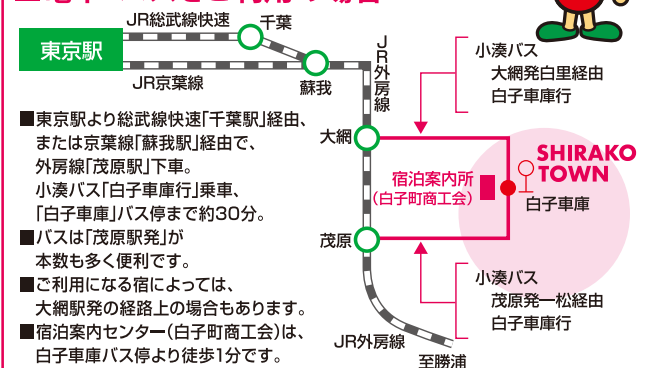 JR総武線快速
千葉
東京駅
JR京葉線
蘇我
JR外房線
小湊バス
大網発白里経由
白子車庫行
■東京駅より総武線快速「千葉駅」経由、
または京葉線「蘇我駅」経由で、
外房線「茂原駅」下車。
小湊バス「白子車庫行」乗車、
「白子車庫」バス停まで約30分。
■バスは「茂原駅発」が
本数も多く便利です。
■ご利用になる宿によっては、
大網駅発の経路上の場合もあります。
■宿泊案内センター(白子町商工会)は、
白子車庫バス停より徒歩1分です。
大網
宿泊案内所
(白子町商工会)
SHIRAKO
TOWN
白子車庫
茂原
小湊バス
茂原発一松経由
白子車庫行
JR外房線
至勝浦